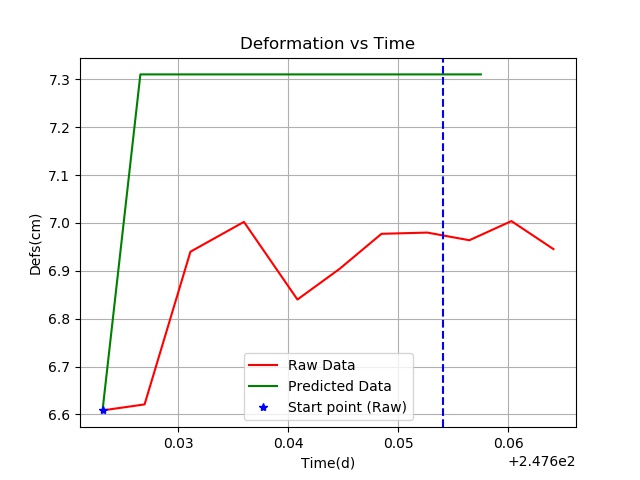 Deformation vs Time
Defs(cm)
7.3
7.2
7.1
7.0
6.9
6.8
6.7
6.6
Raw Data
Predicted Data
Start point (Raw)
0.03 0.04 0.05 0.06
Time(d)
+2.476e2